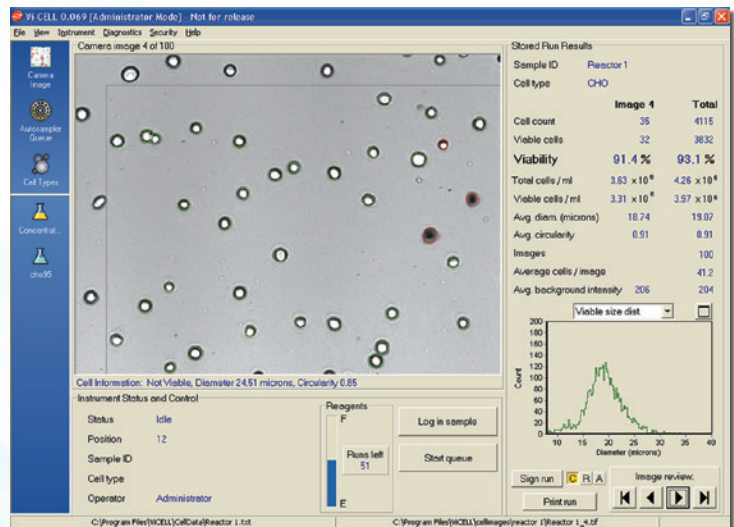 Vi-CELL 0.069 [Administrator Mode] - Not for release
File View Instrument Diagnostics Security Help
Camera Image
Autosampler Queue
Cell Types
Concentrat...
cho95
Camera image 4 of 100
Cell Information: Not Viable, Diameter 24.51 microns, Circularity 0.85
Instrument Status and Control
Status Idle
Position 12
Sample ID
Cell type
Operator Administrator
Reagents
F
Runs left
51
E
Log in sample
Start queue
Stored Run Results
Sample ID Reactor 1
Cell type CHO
Image 4 Total
Cell count 35 4115
Viable cells 32 3832
Viability 91.4 % 93.1 %
Total cells / ml 3.63 x10⁶ 4.26 x10⁶
Viable cells / ml 3.31 x10⁶ 3.97 x10⁶
Avg. diam. (microns) 18.74 19.07
Avg. circularity 0.91 0.91
Images 100
Average cells / image 41.2
Avg. background intensity 206 204
Viable size dist.
200
180
160
140
120
100
80
60
40
20
0
Count
10 15 20 25 30 35 40
Diameter (microns)
Sign run C R A
Print run
Image review:
C:\Program Files\VICELL\CellData\Reactor 1.txt
C:\Program Files\VICELL\cellimages\reactor 1\Reactor 1_4.tif